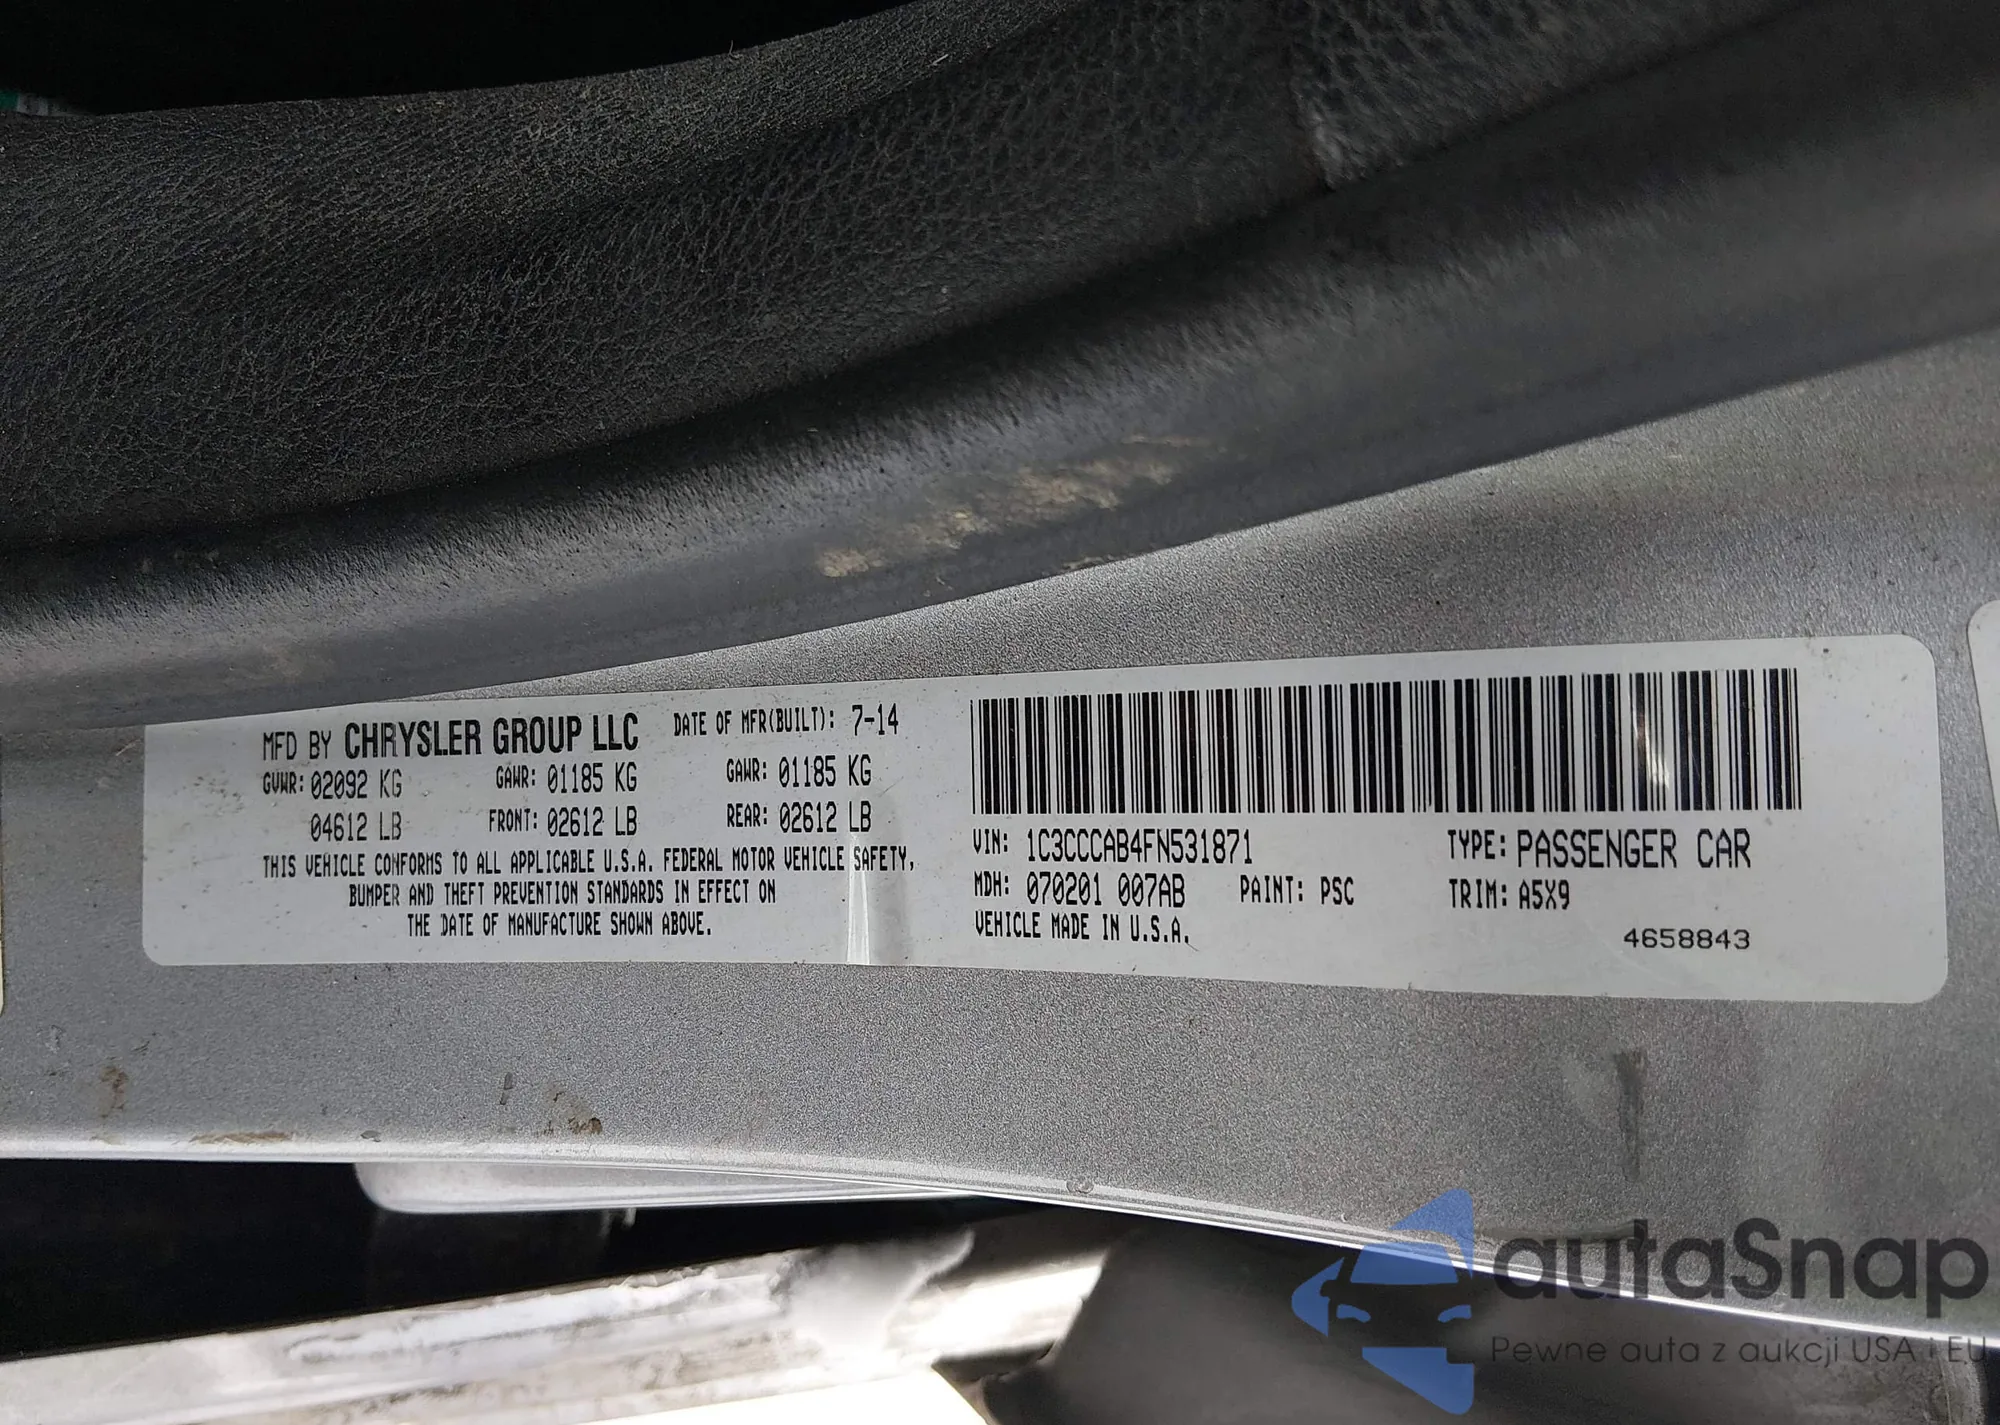 MFD BY CHRYSLER GROUP LLC DATE OF MFR(BUILT): 7-14
GVWR: 02092 KG GAWR: 01185 KG GAWR: 01185 KG
04612 LB FRONT: 02612 LB REAR: 02612 LB
THIS VEHICLE CONFORMS TO ALL APPLICABLE U.S.A. FEDERAL MOTOR VEHICLE SAFETY,
BUMPER AND THEFT PREVENTION STANDARDS IN EFFECT ON
THE DATE OF MANUFACTURE SHOWN ABOVE.
VIN: 1C3CCCAB4FN531871 TYPE: PASSENGER CAR
MDH: 070201 007AB PAINT: PSC TRIM: A5X9
VEHICLE MADE IN U.S.A.
4658843
autaSnap
Pewne auta z aukcji USA i EU